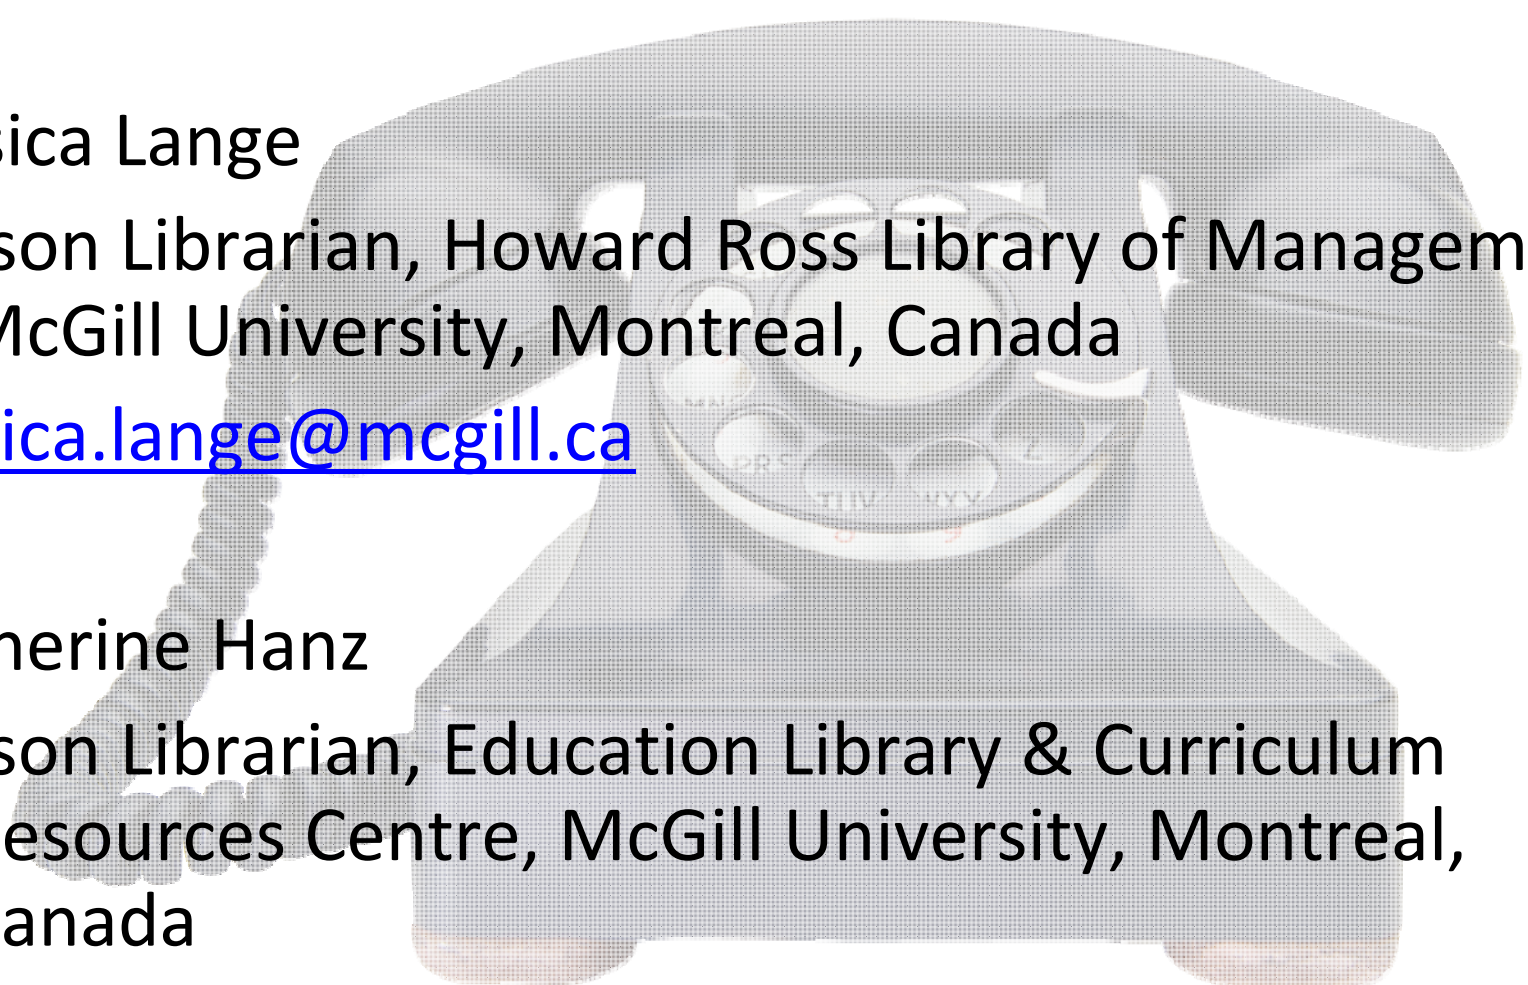 sica Lange
son Librarian, Howard Ross Library of Managem
McGill University, Montreal, Canada
ica.lange@mcgill.ca
herine Hanz
son Librarian, Education Library & Curriculum
esources Centre, McGill University, Montreal,
anada